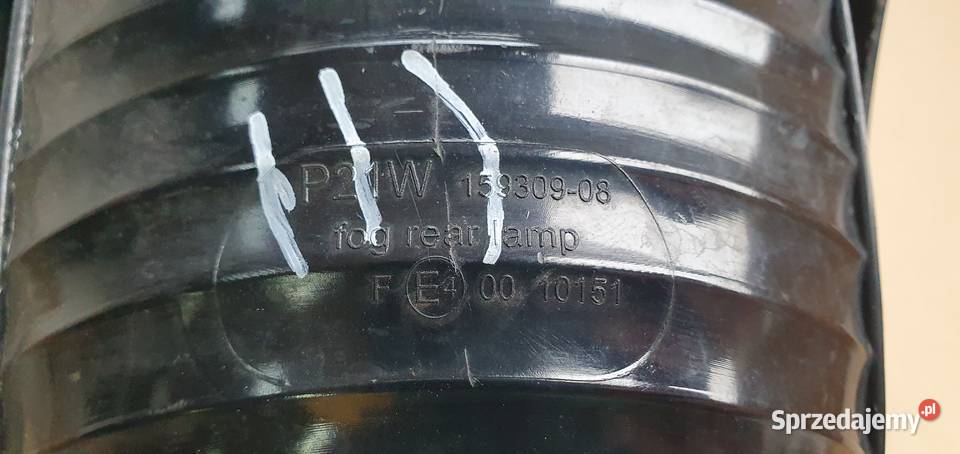 P21W 159309-08
fog rear lamp
F E4 00 10151
Sprzedajemy.pl